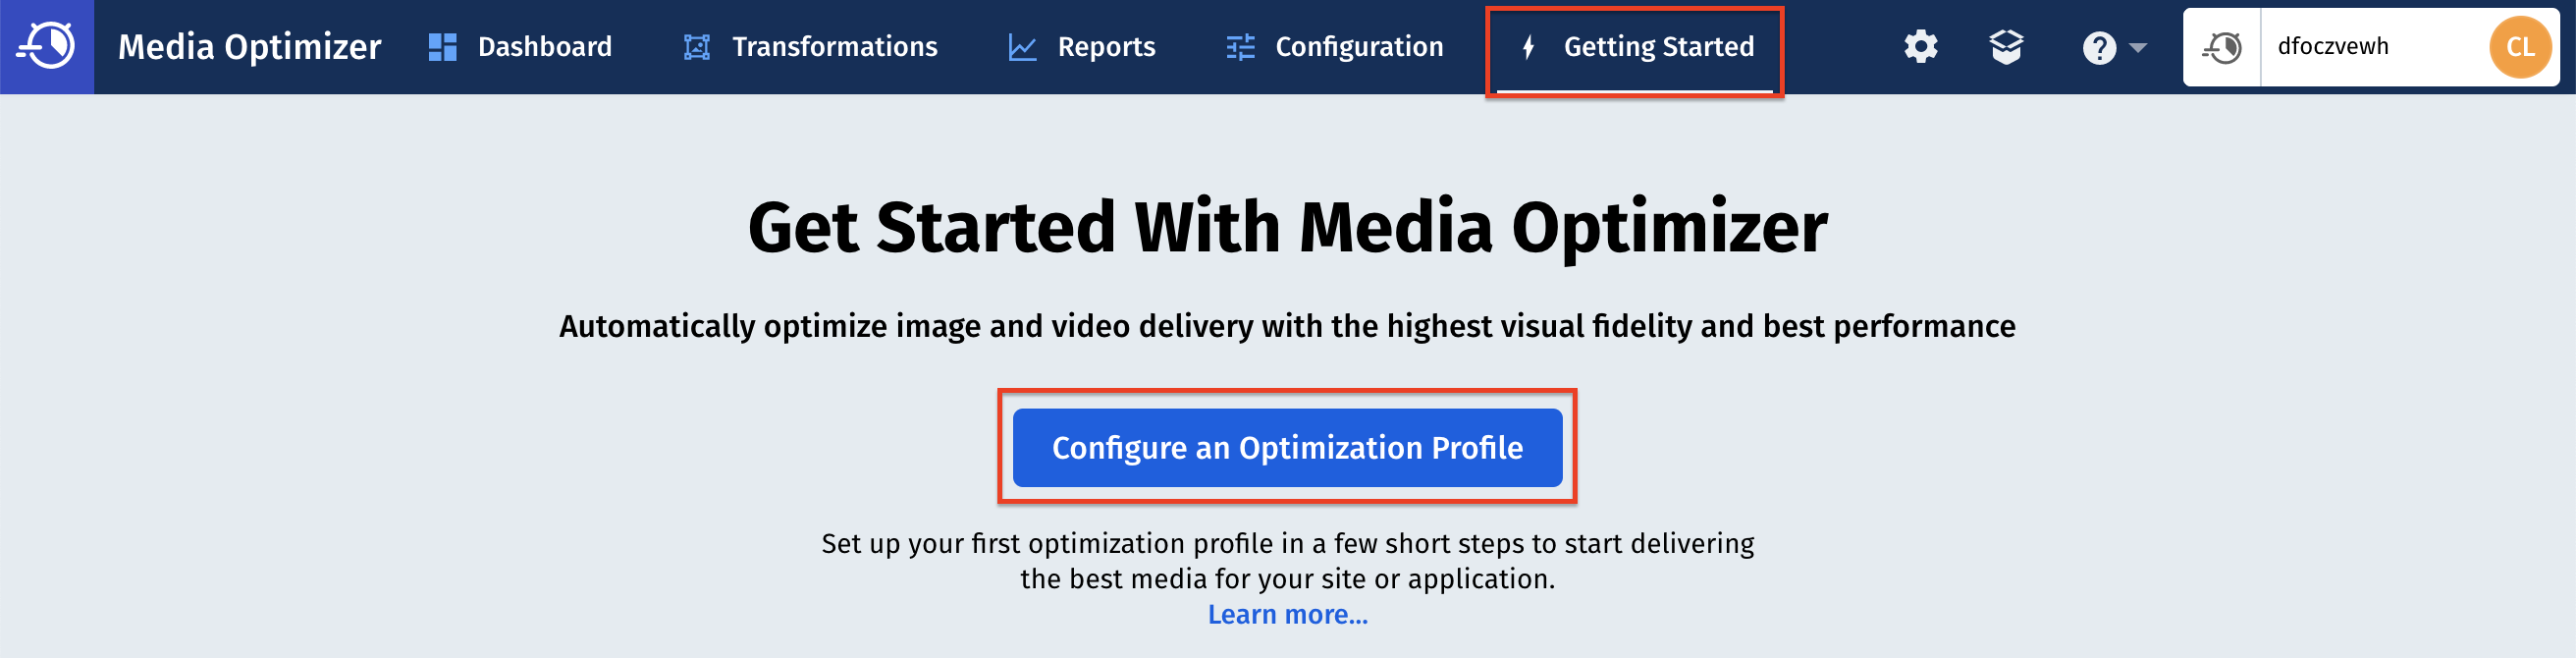 Media Optimizer Dashboard Transformations Reports Configuration Getting Started ? dfoczvewh CL
Get Started With Media Optimizer
Automatically optimize image and video delivery with the highest visual fidelity and best performance
Configure an Optimization Profile
Set up your first optimization profile in a few short steps to start delivering
the best media for your site or application.
Learn more...